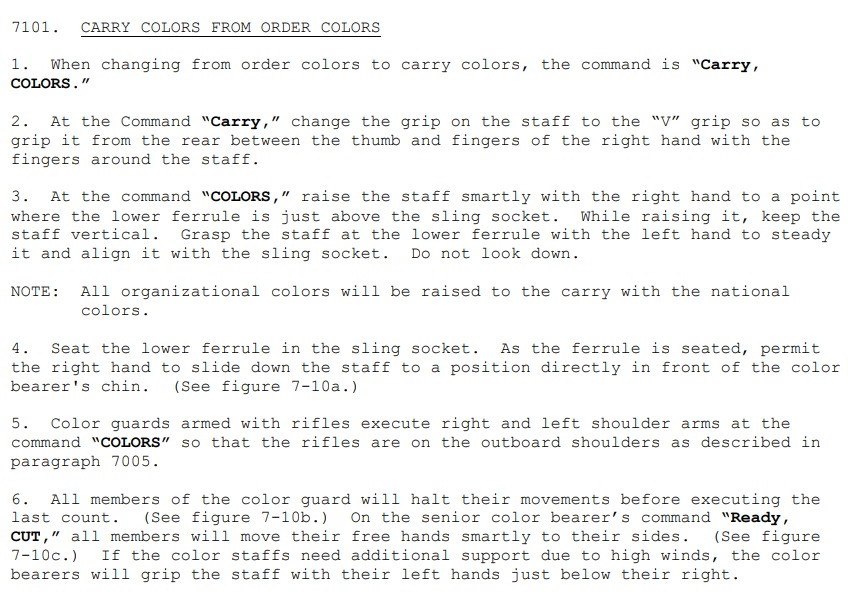 7101. CARRY COLORS FROM ORDER COLORS
1. When changing from order colors to carry colors, the command is “Carry,
COLORS.”
2. At the Command “Carry,” change the grip on the staff to the “V” grip so as to
grip it from the rear between the thumb and fingers of the right hand with the
fingers around the staff.
3. At the command “COLORS,” raise the staff smartly with the right hand to a point
where the lower ferrule is just above the sling socket. While raising it, keep the
staff vertical. Grasp the staff at the lower ferrule with the left hand to steady
it and align it with the sling socket. Do not look down.
NOTE: All organizational colors will be raised to the carry with the national
colors.
4. Seat the lower ferrule in the sling socket. As the ferrule is seated, permit
the right hand to slide down the staff to a position directly in front of the color
bearer's chin. (See figure 7-10a.)
5. Color guards armed with rifles execute right and left shoulder arms at the
command “COLORS” so that the rifles are on the outboard shoulders as described in
paragraph 7005.
6. All members of the color guard will halt their movements before executing the
last count. (See figure 7-10b.) On the senior color bearer’s command “Ready,
CUT,” all members will move their free hands smartly to their sides. (See figure
7-10c.) If the color staffs need additional support due to high winds, the color
bearers will grip the staff with their left hands just below their right.